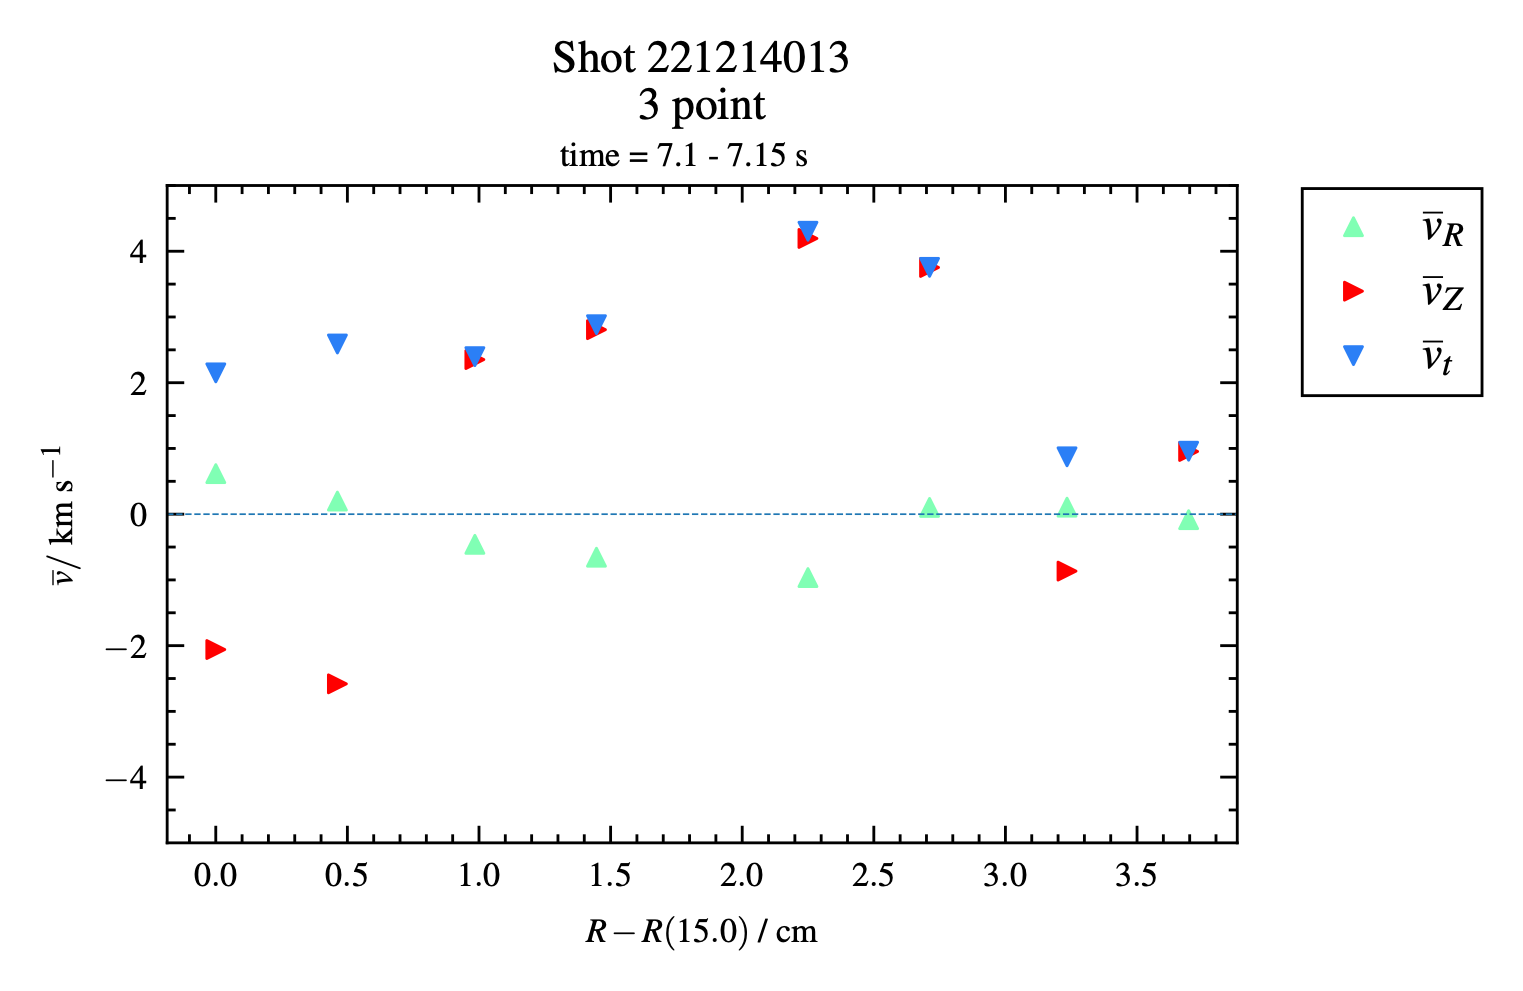 Shot 221214013
3 point
time = 7.1 - 7.15 s
v̅_R
v̅_Z
v̅_t
4
2
0
−2
−4
v̅/ km s⁻¹
0.0 0.5 1.0 1.5 2.0 2.5 3.0 3.5
R − R(15.0) / cm